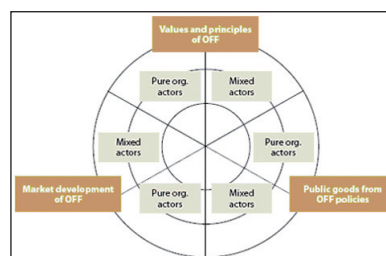 Values and principles
of OFF
Pure org.
actors
Mixed
actors
Mixed
actors
Pure org.
actors
Market development
of OFF
Pure org.
actors
Mixed
actors
Public goods from
OFF policies